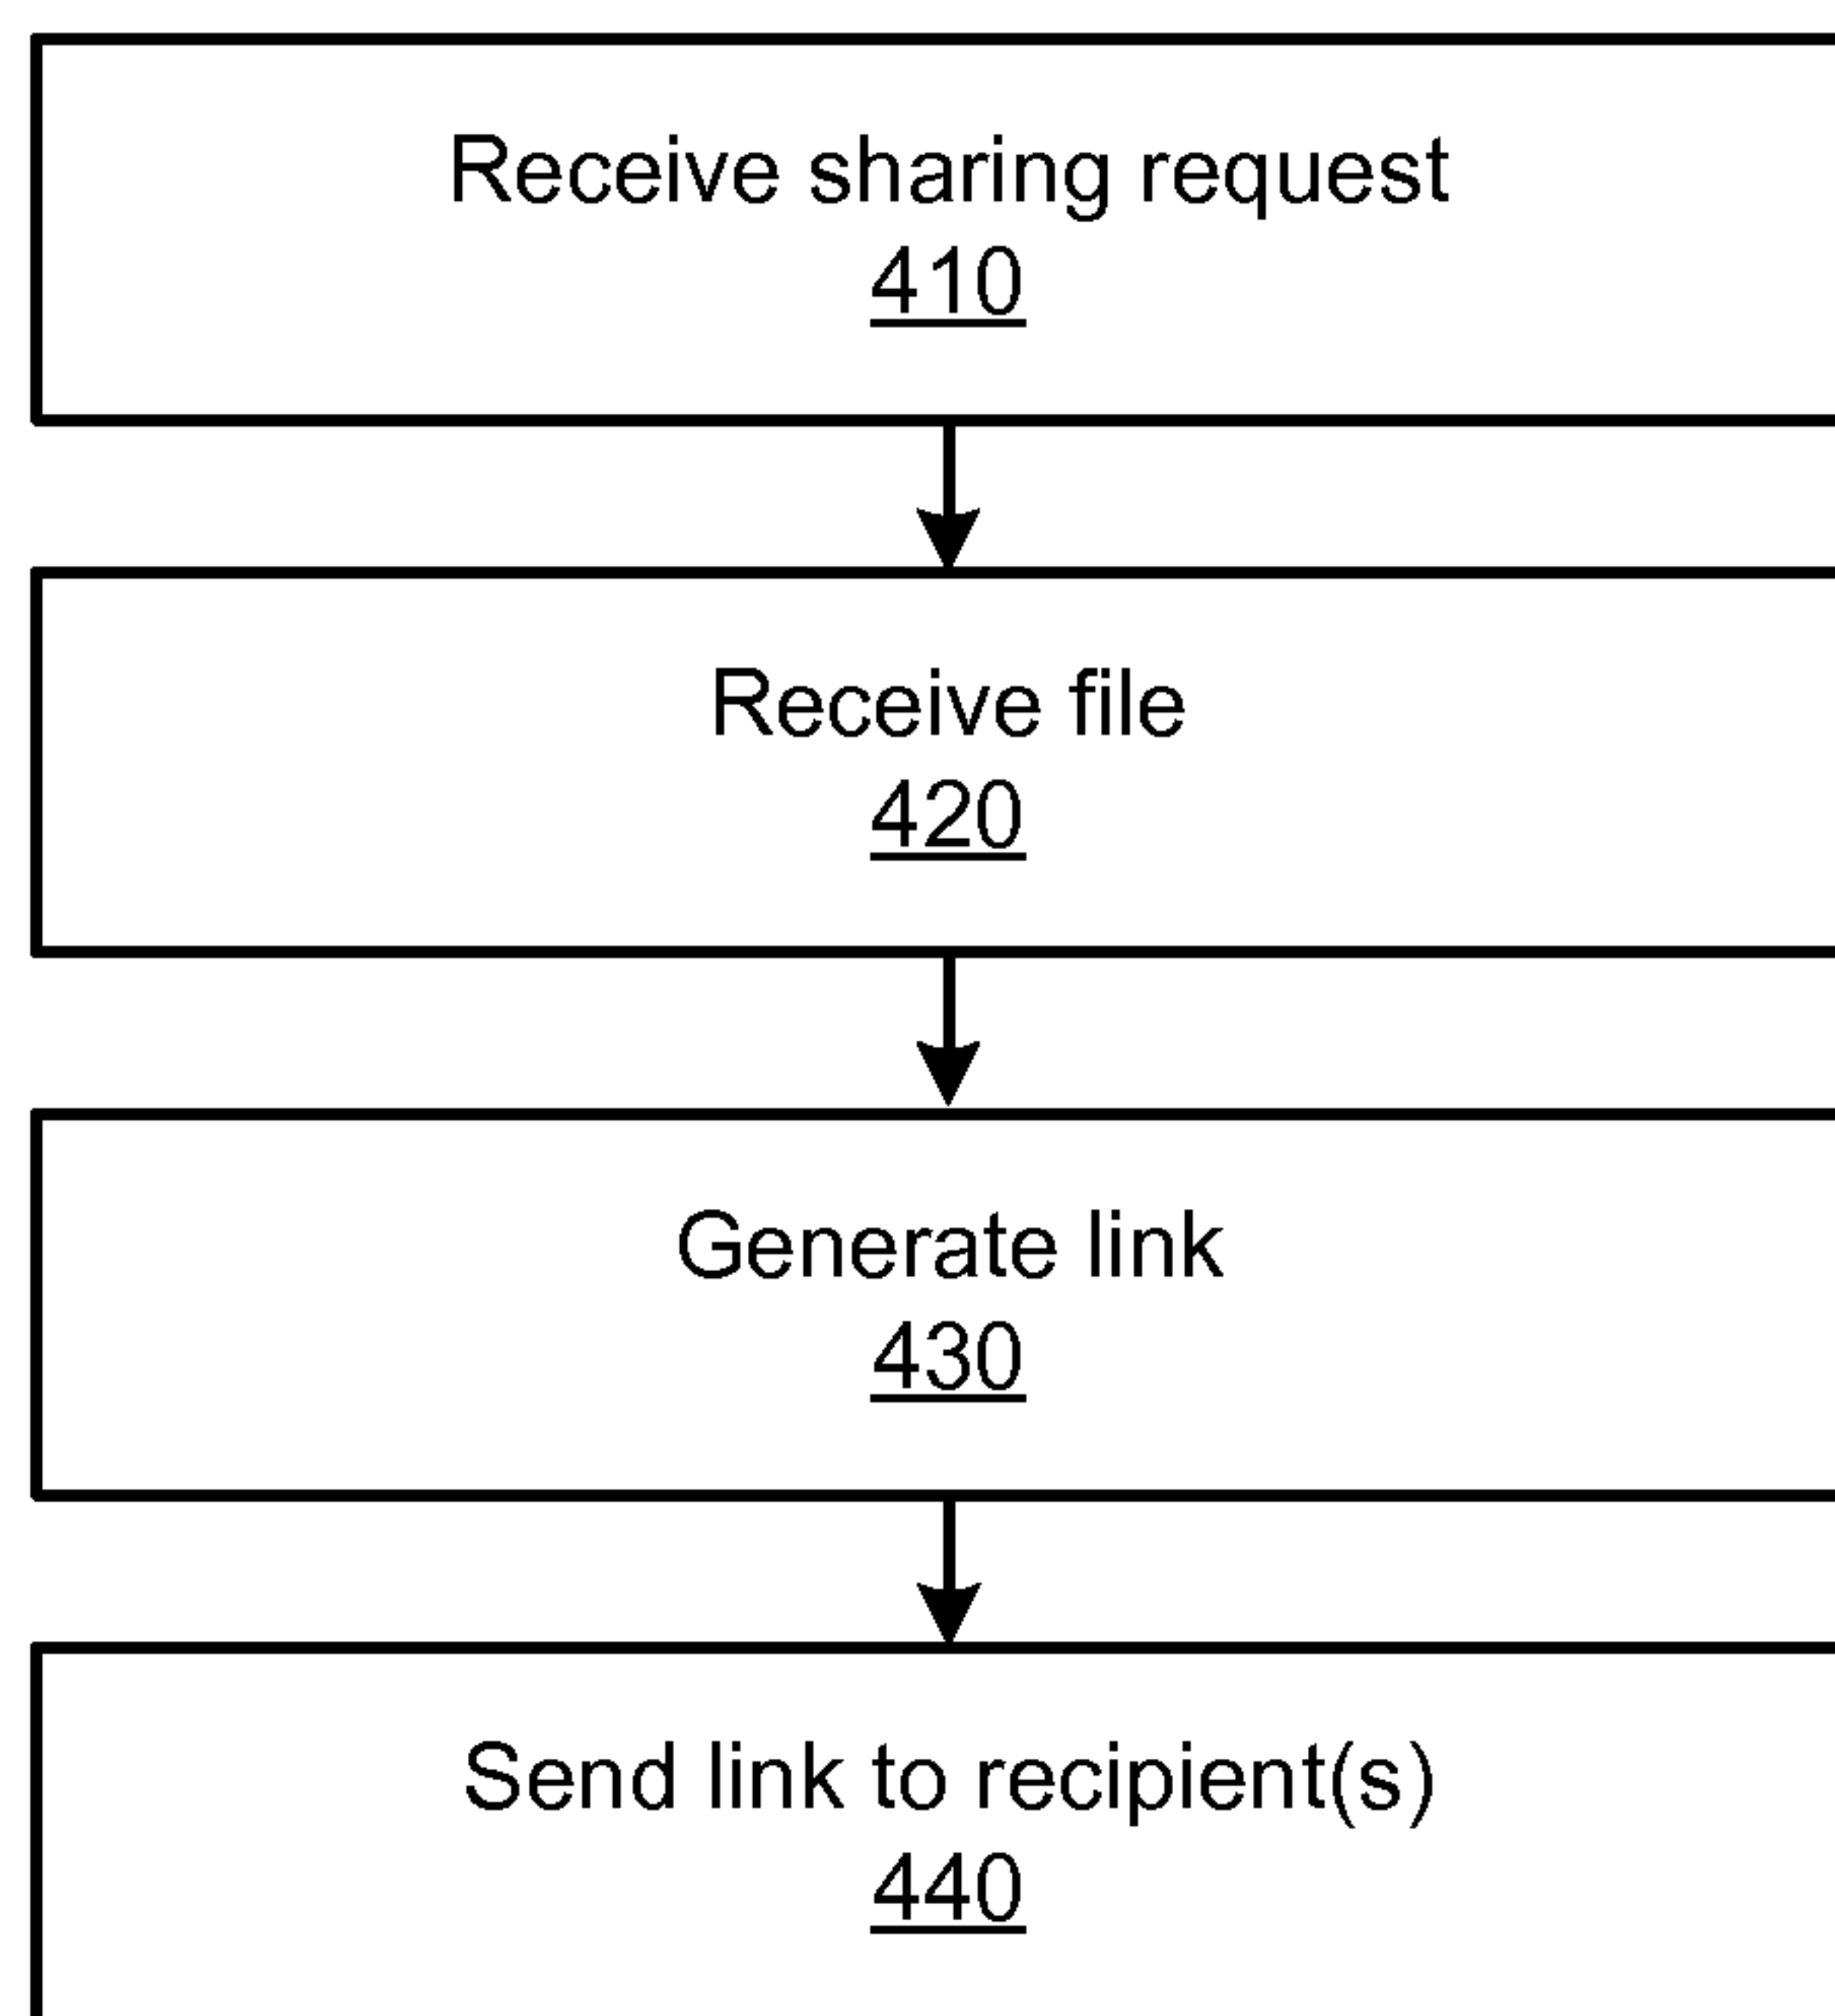 Receive sharing request
410
Receive file
420
Generate link
430
Send link to recipient(s)
440